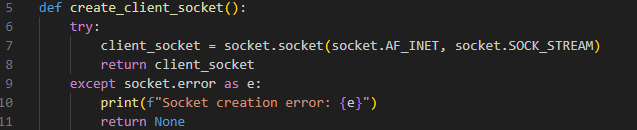 5 def create_client_socket():
6     try:
7         client_socket = socket.socket(socket.AF_INET, socket.SOCK_STREAM)
8         return client_socket
9     except socket.error as e:
10         print(f"Socket creation error: {e}")
11         return None